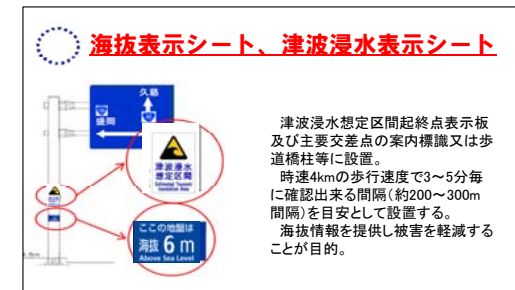 海抜表示シート、津波浸水表示シート
久慈
盛岡
津波浸水
想定区間
Estimated Tsunami
Inundation Area
ここの地盤は
海抜 6 m
Above Sea Level
津波浸水想定区間起終点表示板
及び主要交差点の案内標識又は歩
道橋柱等に設置。
時速4kmの歩行速度で3～5分毎
に確認出来る間隔（約200～300m
間隔）を目安として設置する。
海抜情報を提供し被害を軽減する
ことが目的。